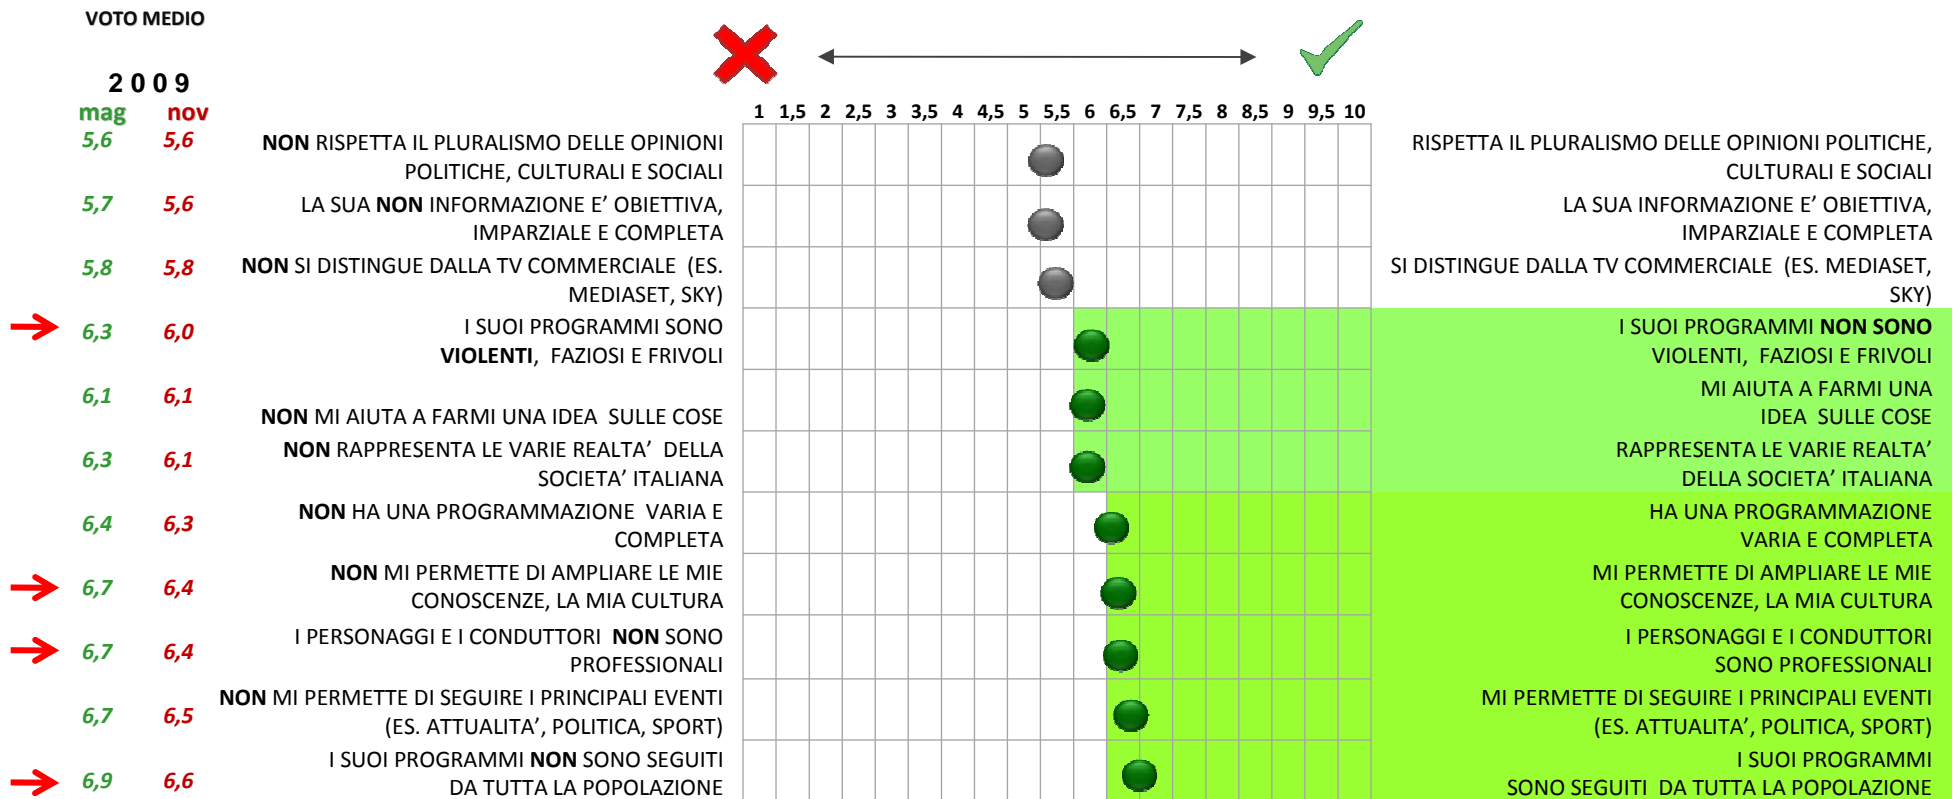 VOTO MEDIO
2 0 0 9
mag nov
1 1,5 2 2,5 3 3,5 4 4,5 5 5,5 6 6,5 7 7,5 8 8,5 9 9,5 10
5,6 5,6 NON RISPETTA IL PLURALISMO DELLE OPINIONI RISPETTA IL PLURALISMO DELLE OPINIONI POLITICHE,
POLITICHE, CULTURALI E SOCIALI CULTURALI E SOCIALI
5,7 5,6 LA SUA NON INFORMAZIONE E’ OBIETTIVA, LA SUA INFORMAZIONE E’ OBIETTIVA,
IMPARZIALE E COMPLETA IMPARZIALE E COMPLETA
5,8 5,8 NON SI DISTINGUE DALLA TV COMMERCIALE (ES. SI DISTINGUE DALLA TV COMMERCIALE (ES. MEDIASET,
MEDIASET, SKY) SKY)
6,3 6,0 I SUOI PROGRAMMI SONO I SUOI PROGRAMMI NON SONO
VIOLENTI, FAZIOSI E FRIVOLI VIOLENTI, FAZIOSI E FRIVOLI
6,1 6,1 MI AIUTA A FARMI UNA
NON MI AIUTA A FARMI UNA IDEA SULLE COSE IDEA SULLE COSE
6,3 6,1 NON RAPPRESENTA LE VARIE REALTA’ DELLA RAPPRESENTA LE VARIE REALTA’
SOCIETA’ ITALIANA DELLA SOCIETA’ ITALIANA
6,4 6,3 NON HA UNA PROGRAMMAZIONE VARIA E HA UNA PROGRAMMAZIONE
COMPLETA VARIA E COMPLETA
6,7 6,4 NON MI PERMETTE DI AMPLIARE LE MIE MI PERMETTE DI AMPLIARE LE MIE
CONOSCENZE, LA MIA CULTURA CONOSCENZE, LA MIA CULTURA
6,7 6,4 I PERSONAGGI E I CONDUTTORI NON SONO I PERSONAGGI E I CONDUTTORI
PROFESSIONALI SONO PROFESSIONALI
6,7 6,5 NON MI PERMETTE DI SEGUIRE I PRINCIPALI EVENTI MI PERMETTE DI SEGUIRE I PRINCIPALI EVENTI
(ES. ATTUALITA’, POLITICA, SPORT) (ES. ATTUALITA’, POLITICA, SPORT)
6,9 6,6 I SUOI PROGRAMMI NON SONO SEGUITI I SUOI PROGRAMMI
DA TUTTA LA POPOLAZIONE SONO SEGUITI DA TUTTA LA POPOLAZIONE